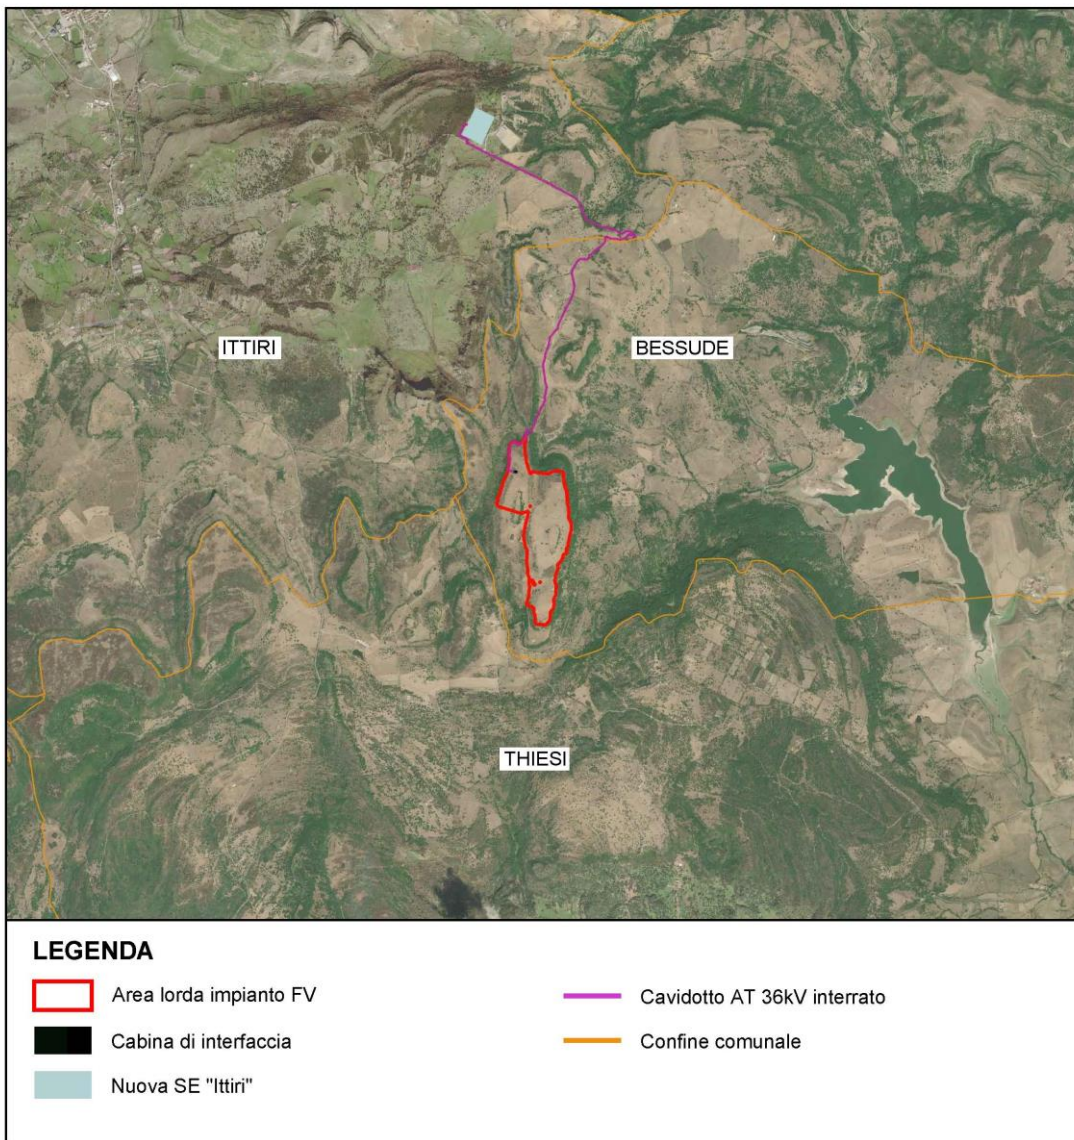 ITTIRI
BESSUDE
THIESI
LEGENDA
Area lorda impianto FV
Cabina di interfaccia
Nuova SE "Ittiri"
Cavidotto AT 36kV interrato
Confine comunale